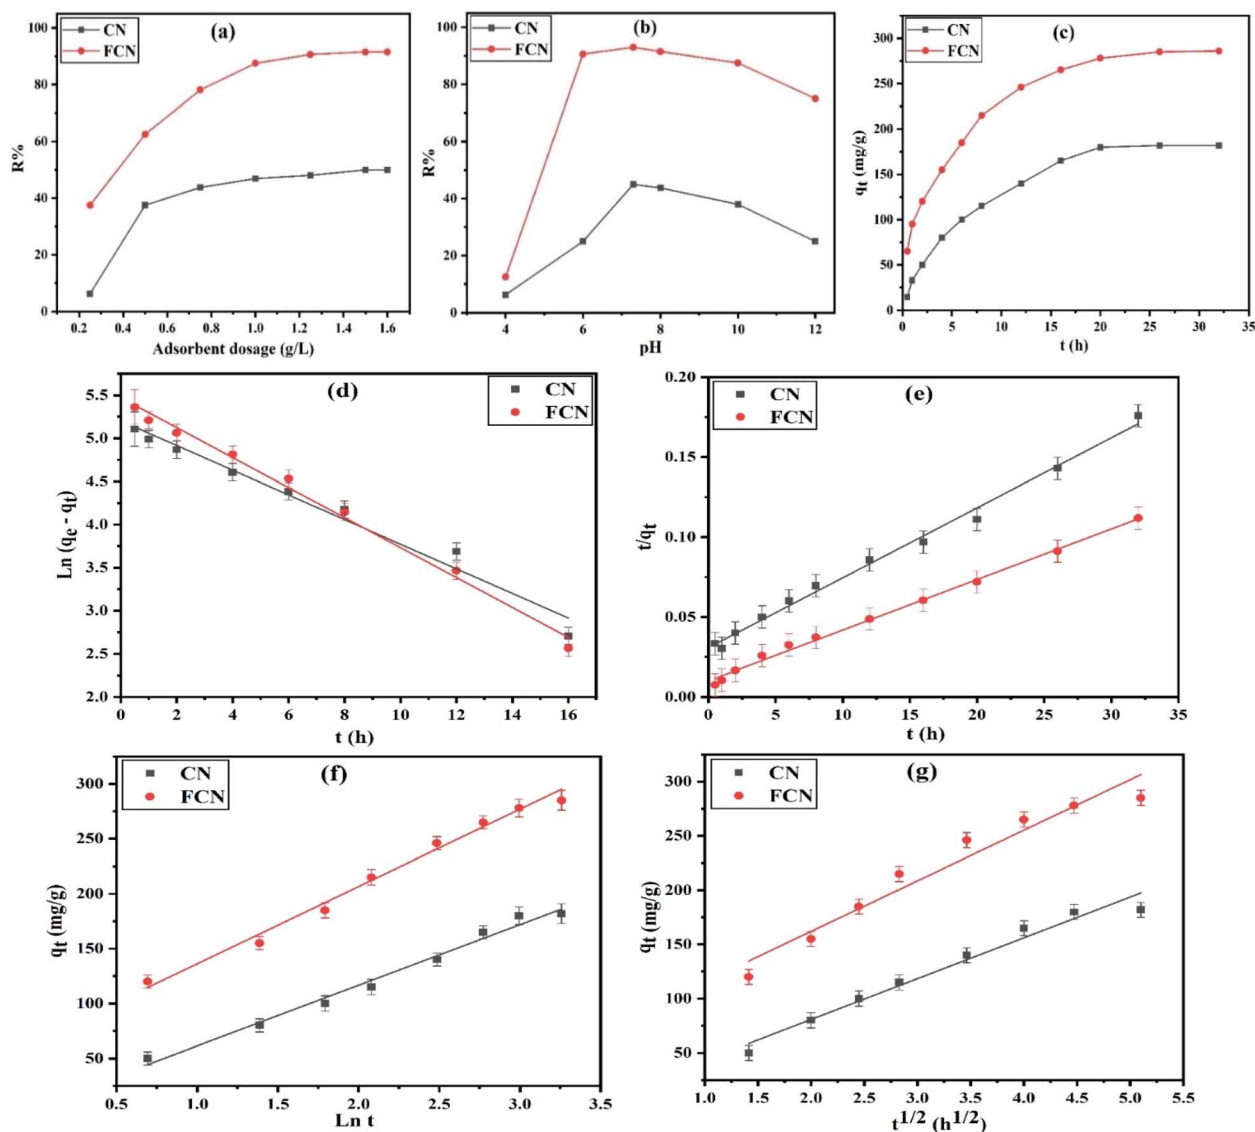 CN
FCN
(a)
100
80
60
40
20
0
R%
0.2 0.4 0.6 0.8 1.0 1.2 1.4 1.6
Adsorbent dosage (g/L)
CN
FCN
(b)
100
80
60
40
20
0
R%
4 6 8 10 12
pH
CN
FCN
(c)
300
250
200
150
100
50
0
qt (mg/g)
0 5 10 15 20 25 30 35
t (h)
(d)
CN
FCN
5.5
5.0
4.5
4.0
3.5
3.0
2.5
2.0
Ln (qe - qt)
0 2 4 6 8 10 12 14 16
t (h)
CN
FCN
(e)
0.20
0.15
0.10
0.05
0.00
t/qt
0 5 10 15 20 25 30 35
t (h)
CN
FCN
(f)
300
250
200
150
100
50
qt (mg/g)
0.5 1.0 1.5 2.0 2.5 3.0 3.5
Ln t
CN
FCN
(g)
300
250
200
150
100
50
qt (mg/g)
1.0 1.5 2.0 2.5 3.0 3.5 4.0 4.5 5.0 5.5
t1/2 (h1/2)